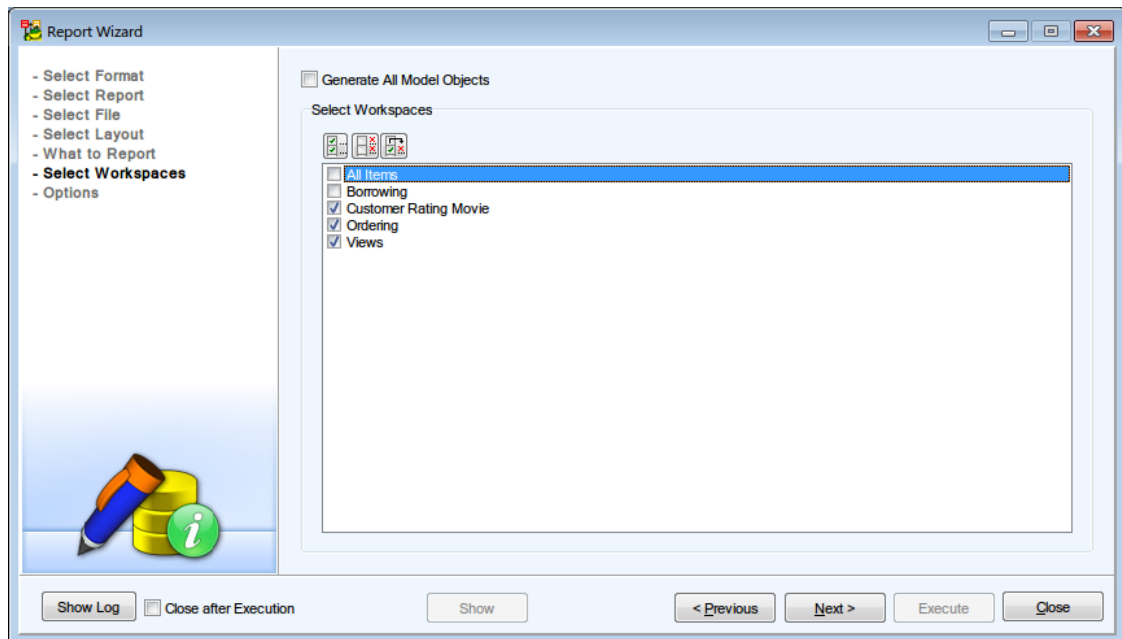 Report Wizard
- Select Format
- Select Report
- Select File
- Select Layout
- What to Report
- Select Workspaces
- Options
Generate All Model Objects
Select Workspaces
All Items
Borrowing
Customer Rating Movie
Ordering
Views
Show Log
Close after Execution
Show
< Previous
Next >
Execute
Close